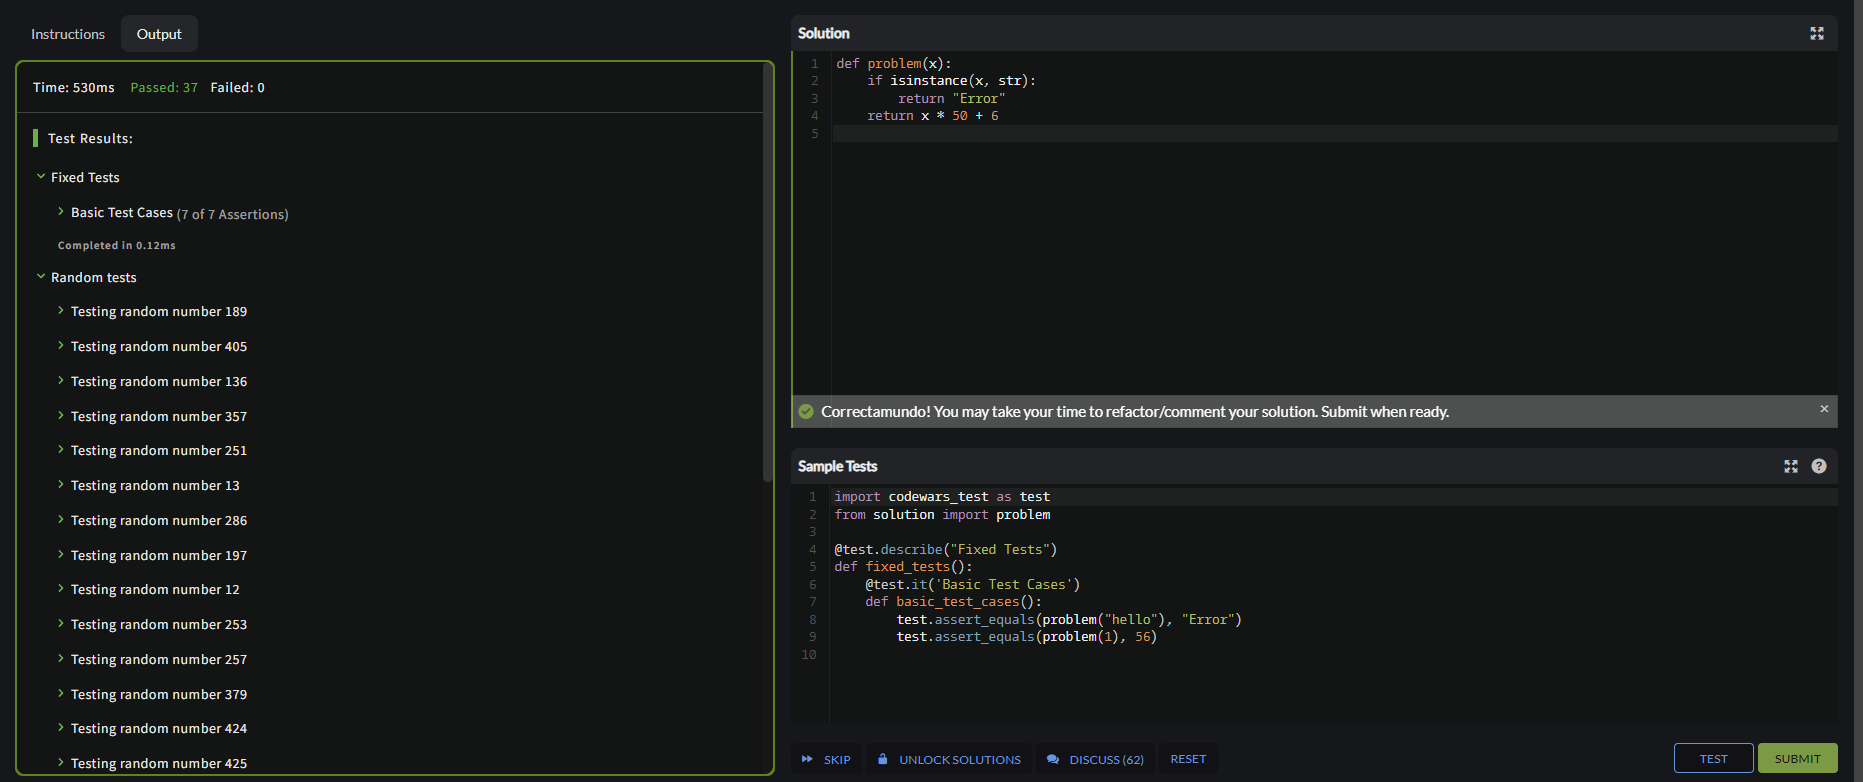 Instructions
Output
Time: 530ms Passed: 37 Failed: 0
Test Results:
Fixed Tests
Basic Test Cases (7 of 7 Assertions)
Completed in 0.12ms
Random tests
Testing random number 189
Testing random number 405
Testing random number 136
Testing random number 357
Testing random number 251
Testing random number 13
Testing random number 286
Testing random number 197
Testing random number 12
Testing random number 253
Testing random number 257
Testing random number 379
Testing random number 424
Testing random number 425
Solution
1 def problem(x):
2     if isinstance(x, str):
3         return "Error"
4     return x * 50 + 6
5
Correctamundo! You may take your time to refactor/comment your solution. Submit when ready.
Sample Tests
1 import codewars_test as test
2 from solution import problem
3
4 @test.describe("Fixed Tests")
5 def fixed_tests():
6     @test.it('Basic Test Cases')
7     def basic_test_cases():
8         test.assert_equals(problem("hello"), "Error")
9         test.assert_equals(problem(1), 56)
10
SKIP
UNLOCK SOLUTIONS
DISCUSS (62)
RESET
TEST
SUBMIT